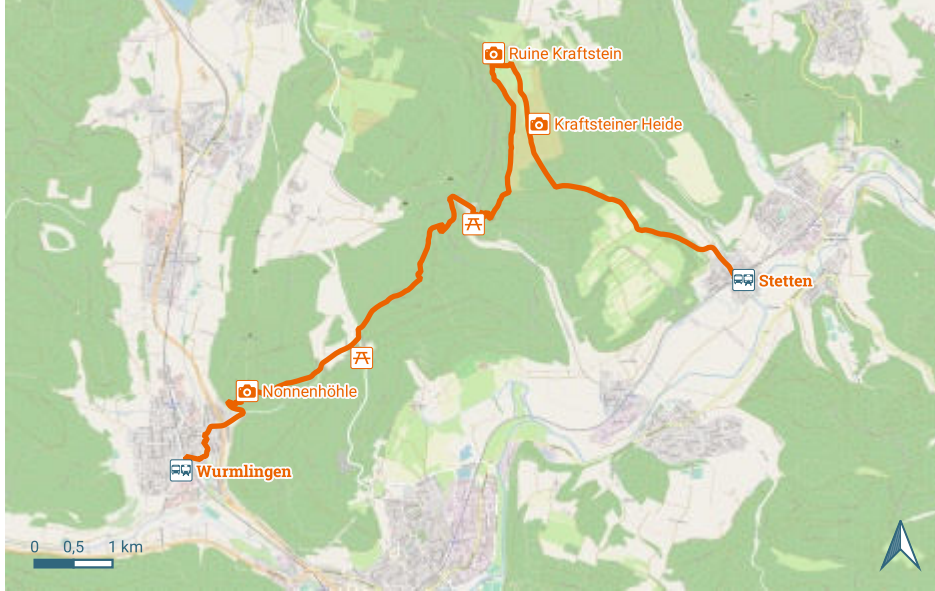 Ruine Kraftstein
Kraftsteiner Heide
Stetten
Nonnenhöhle
Wurmlingen
0 0,5 1 km